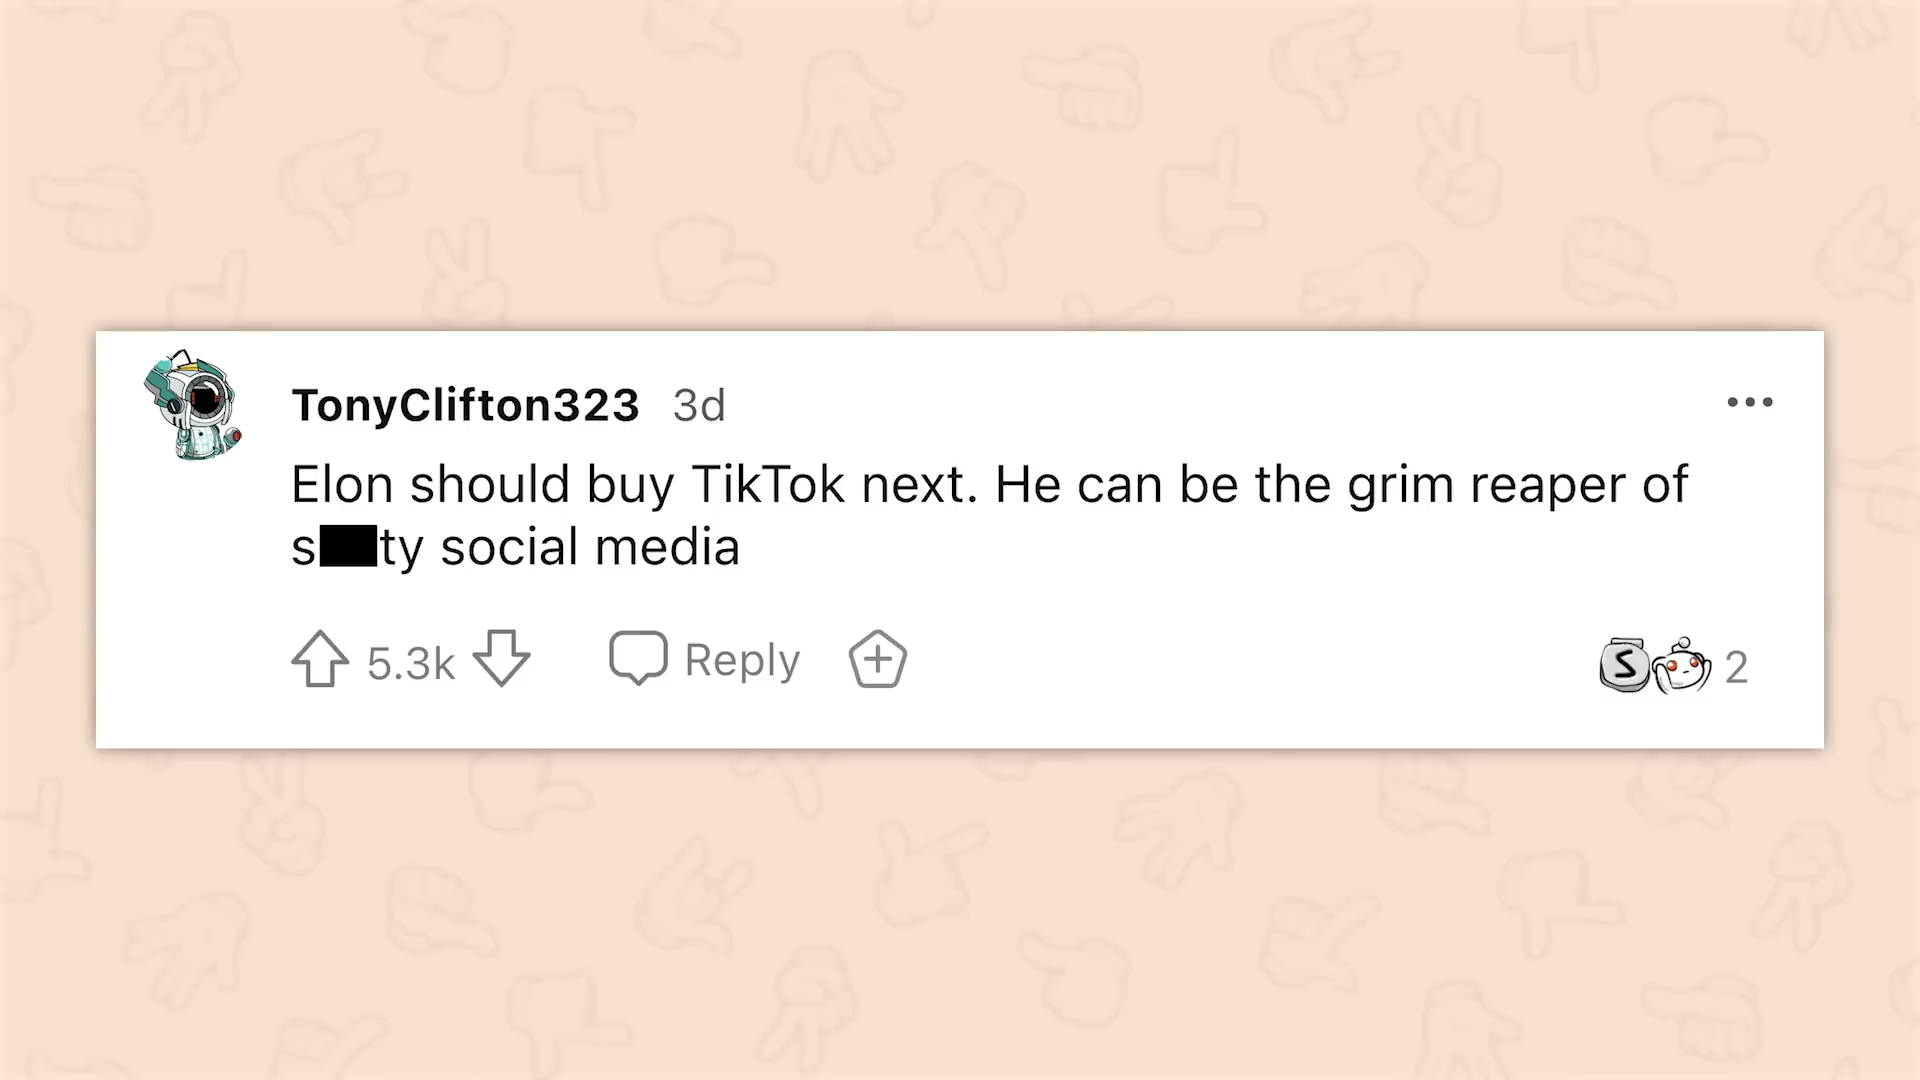 TonyClifton323 3d
Elon should buy TikTok next. He can be the grim reaper of
s██ty social media
5.3k Reply S 2